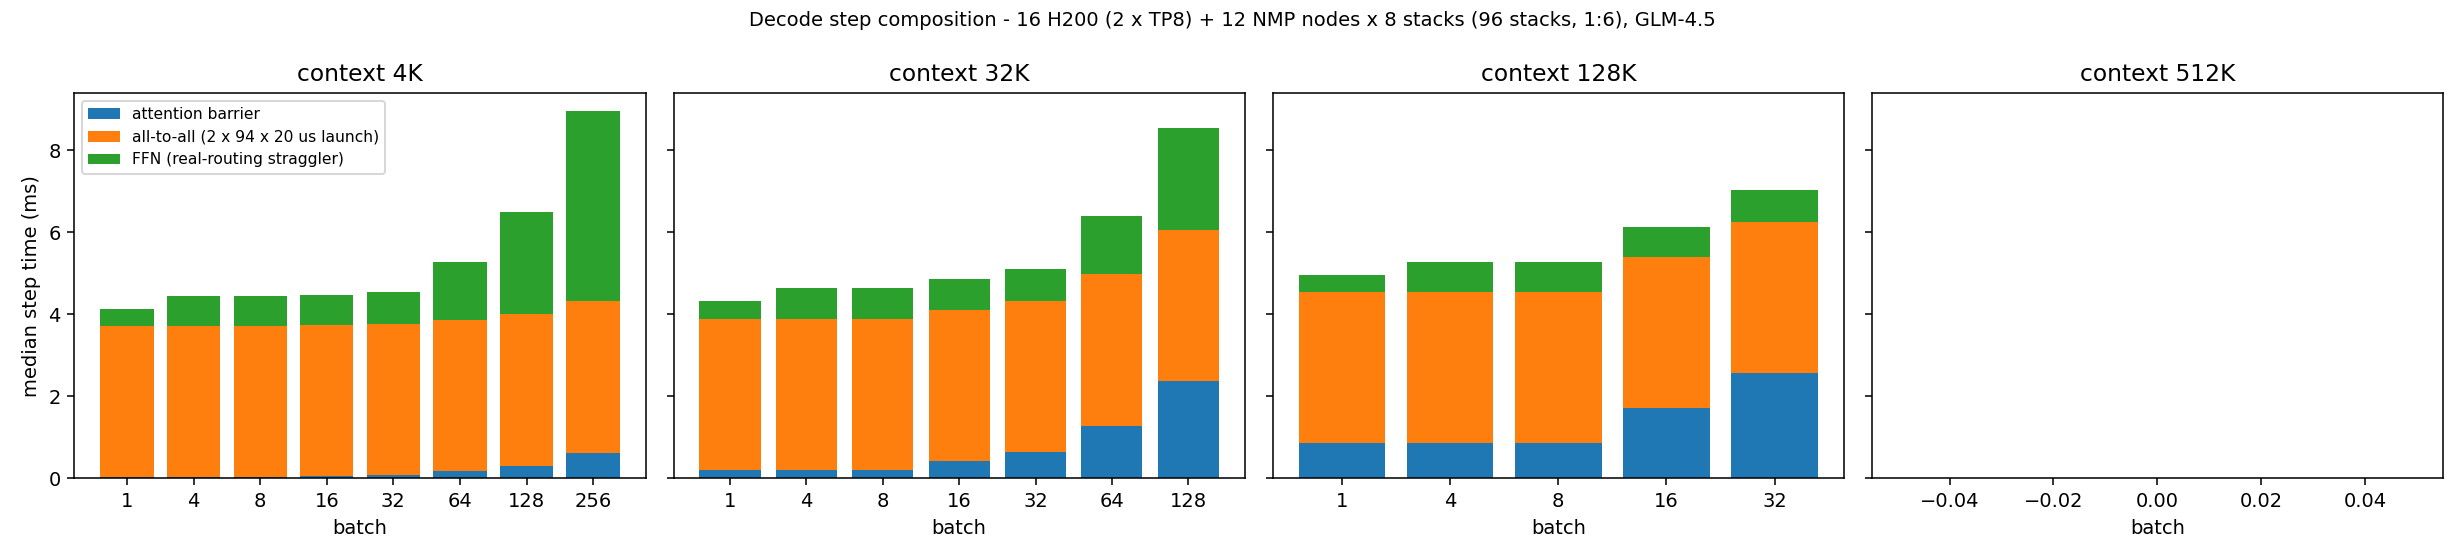 Decode step composition - 16 H200 (2 x TP8) + 12 NMP nodes x 8 stacks (96 stacks, 1:6), GLM-4.5
context 4K
attention barrier
all-to-all (2 x 94 x 20 us launch)
FFN (real-routing straggler)
median step time (ms)
8
6
4
2
0
1 4 8 16 32 64 128 256
batch
context 32K
1 4 8 16 32 64 128
batch
context 128K
1 4 8 16 32
batch
context 512K
−0.04 −0.02 0.00 0.02 0.04
batch